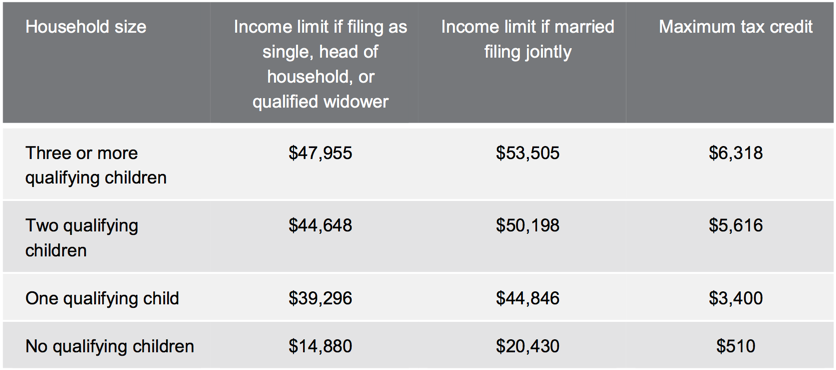 Household size
Income limit if filing as
single, head of
household, or
qualified widower
Income limit if married
filing jointly
Maximum tax credit
Three or more
qualifying children
$47,955
$53,505
$6,318
Two qualifying
children
$44,648
$50,198
$5,616
One qualifying child
$39,296
$44,846
$3,400
No qualifying children
$14,880
$20,430
$510